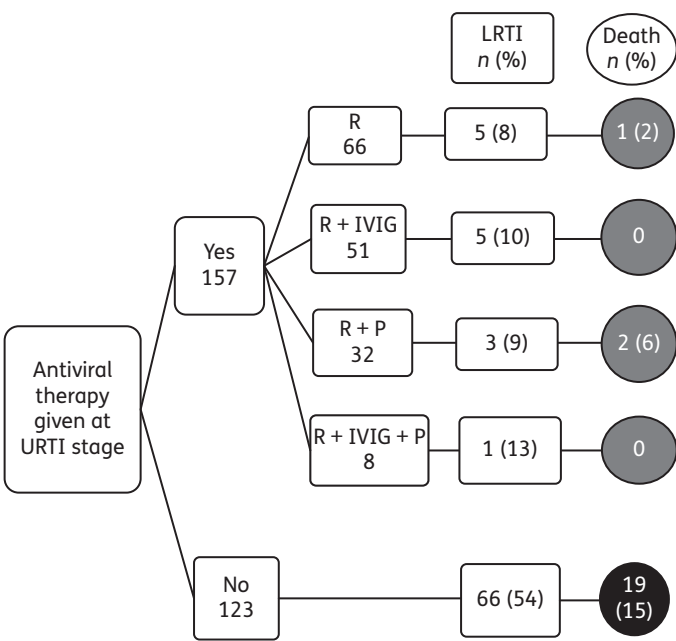 LRTI
n (%)
Death
n (%)
R
66
5 (8)
1 (2)
R + IVIG
51
5 (10)
0
Yes
157
R + P
32
3 (9)
2 (6)
Antiviral
therapy
given at
URTI stage
R + IVIG + P
8
1 (13)
0
No
123
66 (54)
19
(15)